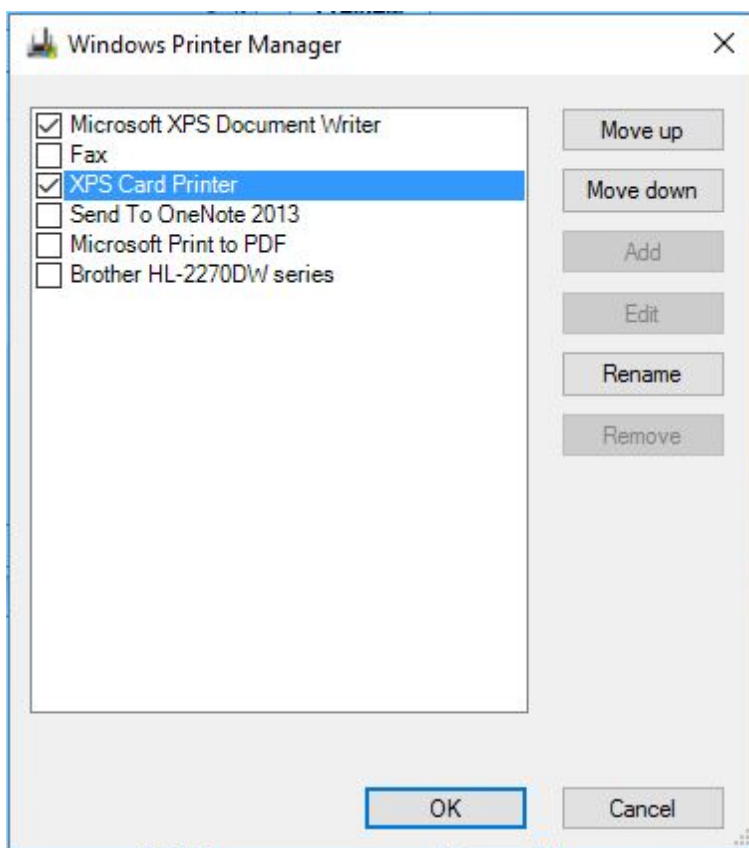 Windows Printer Manager
Microsoft XPS Document Writer
Fax
XPS Card Printer
Send To OneNote 2013
Microsoft Print to PDF
Brother HL-2270DW series
Move up
Move down
Add
Edit
Rename
Remove
OK
Cancel